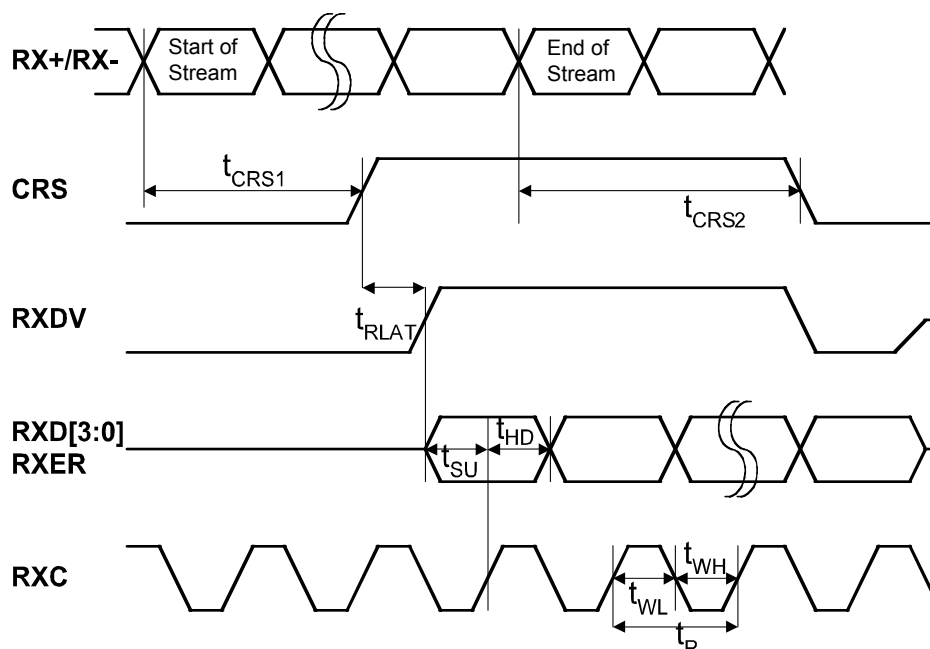 RX+/RX-
Start of
Stream
End of
Stream
CRS
tCRS1
tCRS2
RXDV
tRLAT
RXD[3:0]
RXER
tSU
tHD
RXC
tWL
tWH